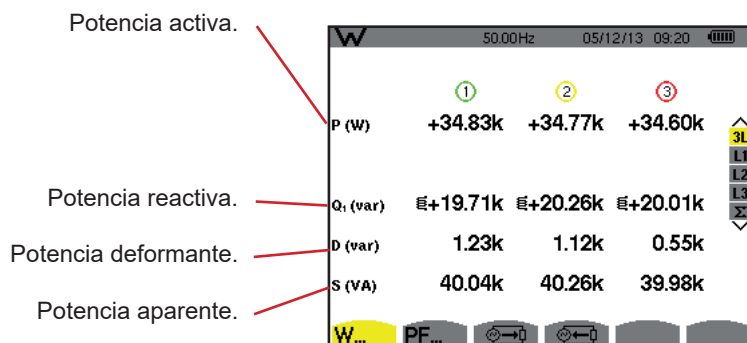 Potencia activa.
W 50.00Hz 05/12/13 09:20
1 2 3
P (W) +34.83k +34.77k +34.60k
3L
L1
L2
L3
Σ
Potencia reactiva.
Q₁ (var) +19.71k +20.26k +20.01k
Potencia deformante.
D (var) 1.23k 1.12k 0.55k
S (VA) 40.04k 40.26k 39.98k
Potencia aparente.
W... PF...